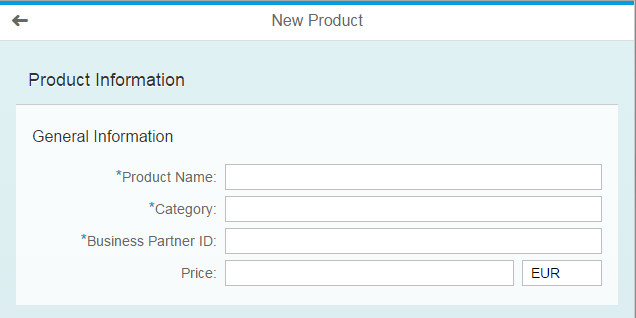 New Product
Product Information
General Information
*Product Name:
*Category:
*Business Partner ID:
Price: EUR